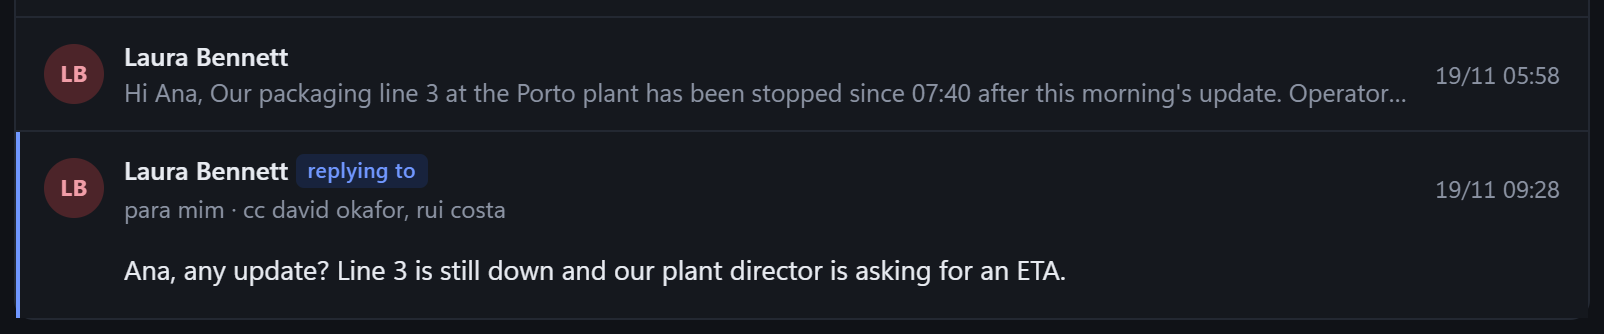 LB
Laura Bennett
19/11 05:58
Hi Ana, Our packaging line 3 at the Porto plant has been stopped since 07:40 after this morning's update. Operator...
LB
Laura Bennett replying to
19/11 09:28
para mim · cc david okafor, rui costa
Ana, any update? Line 3 is still down and our plant director is asking for an ETA.